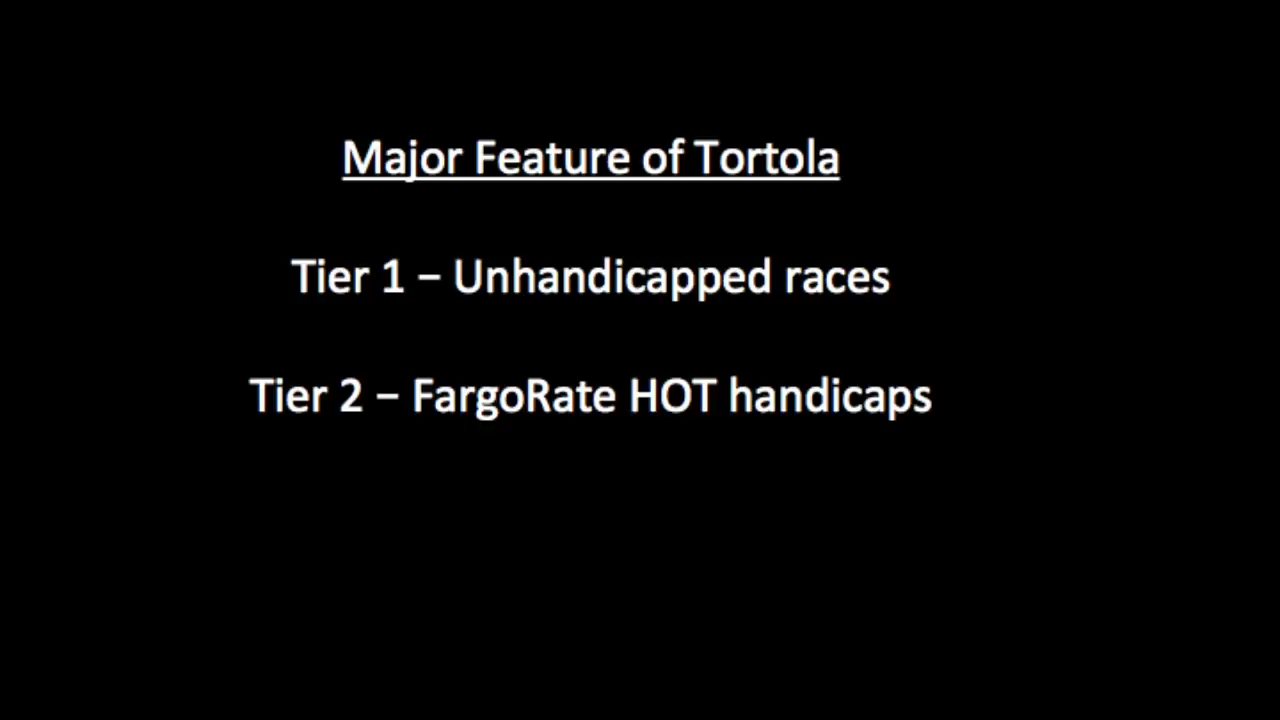 Major Feature of Tortola
Tier 1 – Unhandicapped races
Tier 2 – FargoRate HOT handicaps